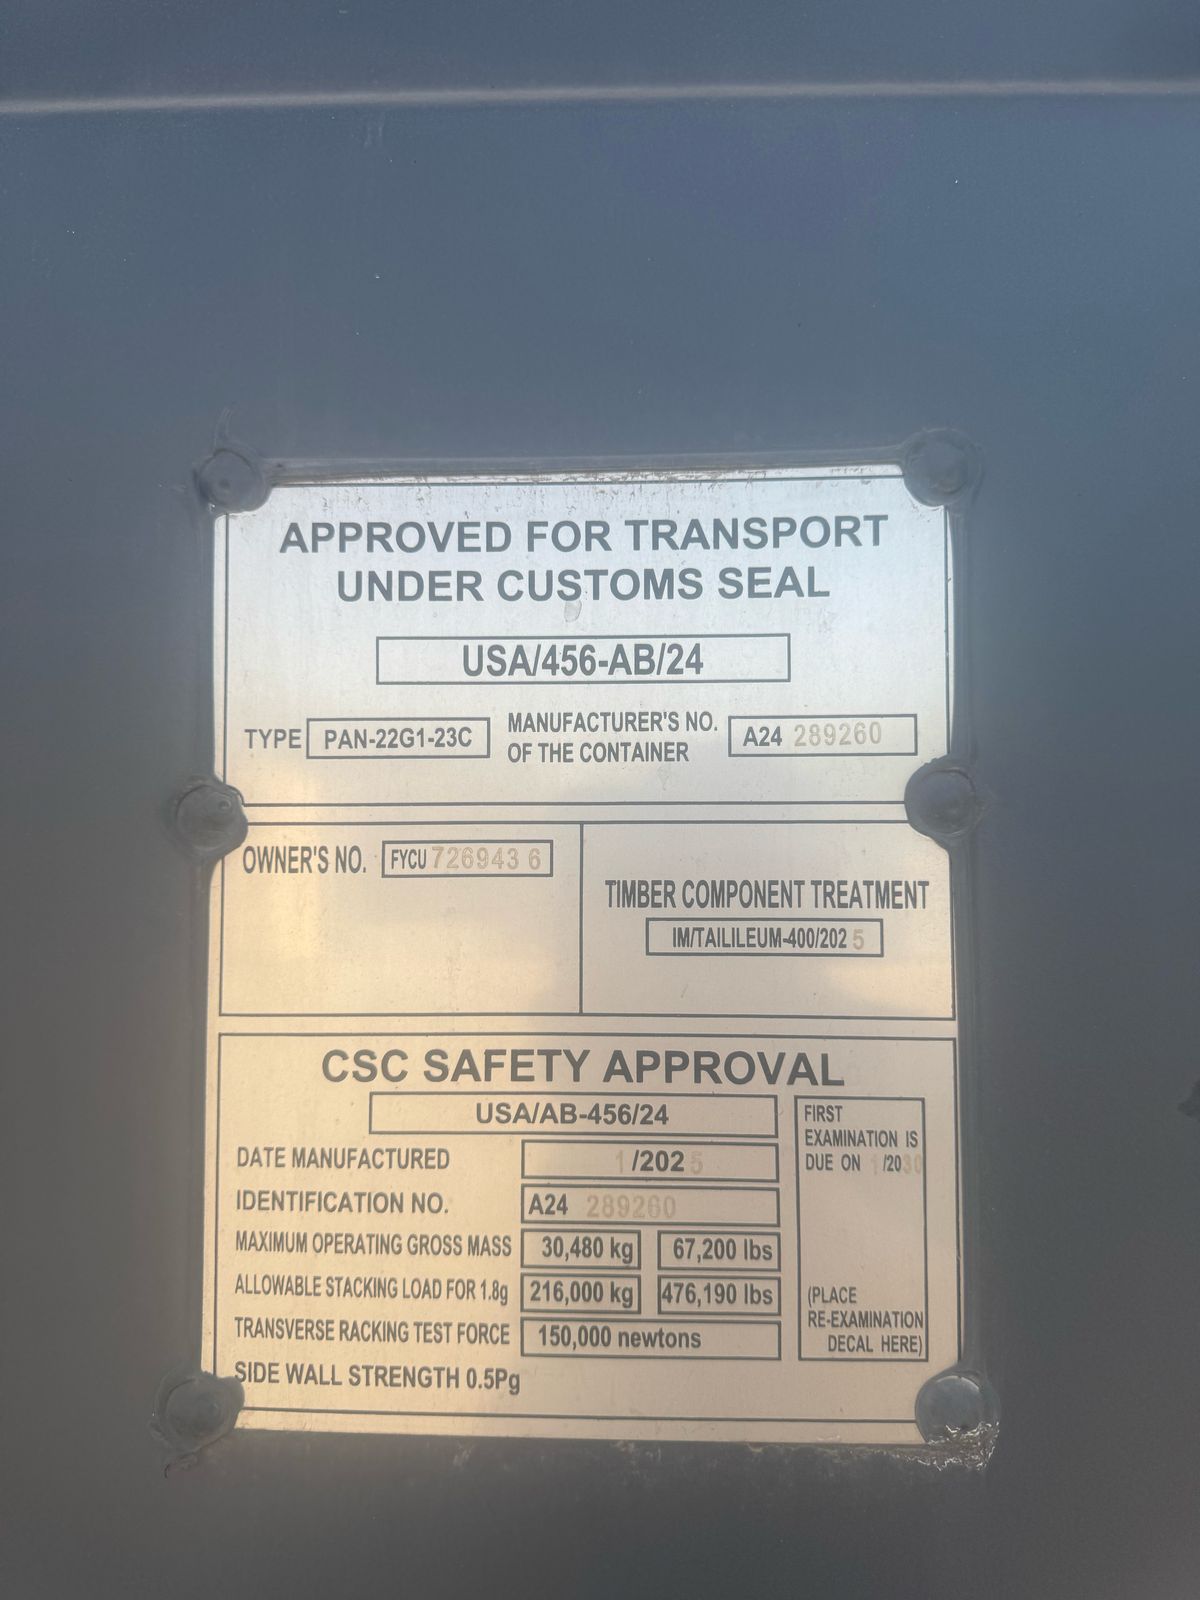 APPROVED FOR TRANSPORT
UNDER CUSTOMS SEAL
USA/456-AB/24
TYPE PAN-22G1-23C MANUFACTURER'S NO. OF THE CONTAINER A24 289260
OWNER'S NO. FYCU 726943 6
TIMBER COMPONENT TREATMENT
IM/TAILILEUM-400/2025
CSC SAFETY APPROVAL
USA/AB-456/24
DATE MANUFACTURED 1/2025
IDENTIFICATION NO. A24 289260
MAXIMUM OPERATING GROSS MASS 30,480 kg 67,200 lbs
ALLOWABLE STACKING LOAD FOR 1.8g 216,000 kg 476,190 lbs
TRANSVERSE RACKING TEST FORCE 150,000 newtons
SIDE WALL STRENGTH 0.5Pg
FIRST
EXAMINATION IS
DUE ON 1/2030
(PLACE
RE-EXAMINATION
DECAL HERE)